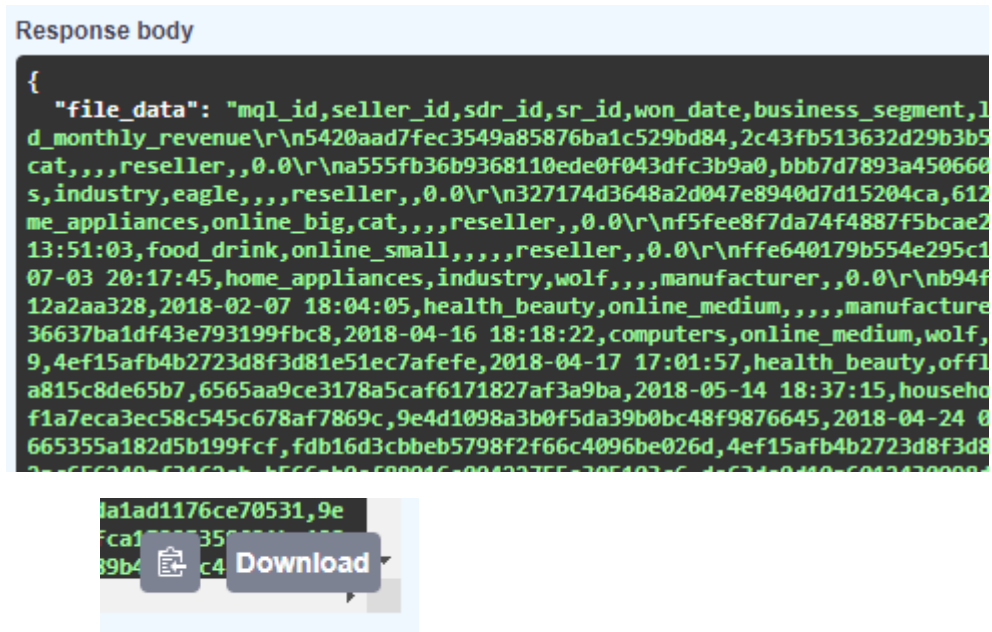 Response body
{
"file_data": "mql_id,seller_id,sdr_id,sr_id,won_date,business_segment,l
d_monthly_revenue\r\n5420aad7fec3549a85876ba1c529bd84,2c43fb513632d29b3b5
cat,,,,reseller,,0.0\r\na555fb36b9368110ede0f043dfc3b9a0,bbb7d7893a450660
s,industry,eagle,,,,reseller,,0.0\r\n327174d3648a2d047e8940d7d15204ca,612
me_appliances,online_big,cat,,,,reseller,,0.0\r\nf5fee8f7da74f4887f5bcae2
13:51:03,food_drink,online_small,,,,,reseller,,0.0\r\nffe640179b554e295c1
07-03 20:17:45,home_appliances,industry,wolf,,,,manufacturer,,0.0\r\nb94f
12a2aa328,2018-02-07 18:04:05,health_beauty,online_medium,,,,,manufacture
36637ba1df43e793199fbc8,2018-04-16 18:18:22,computers,online_medium,wolf,
9,4ef15afb4b2723d8f3d81e51ec7afefe,2018-04-17 17:01:57,health_beauty,offl
a815c8de65b7,6565aa9ce3178a5caf6171827af3a9ba,2018-05-14 18:37:15,househo
f1a7eca3ec58c545c678af7869c,9e4d1098a3b0f5da39b0bc48f9876645,2018-04-24 0
665355a182d5b199fcf,fdb16d3cbbeb5798f2f66c4096be026d,4ef15afb4b2723d8f3d8
da1ad1176ce70531,9e
Download